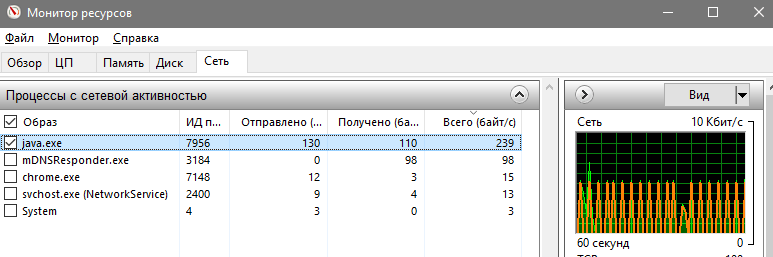 Монитор ресурсов
Файл Монитор Справка
Обзор ЦП Память Диск Сеть
Процессы с сетевой активностью
Вид
Образ ИД п... Отправлено (... Получено (ба... Всего (байт/с)
java.exe 7956 130 110 239
mDNSResponder.exe 3184 0 98 98
chrome.exe 7148 12 3 15
svchost.exe (NetworkService) 2400 9 4 13
System 4 3 0 3
Сеть 10 Кбит/с
60 секунд 0